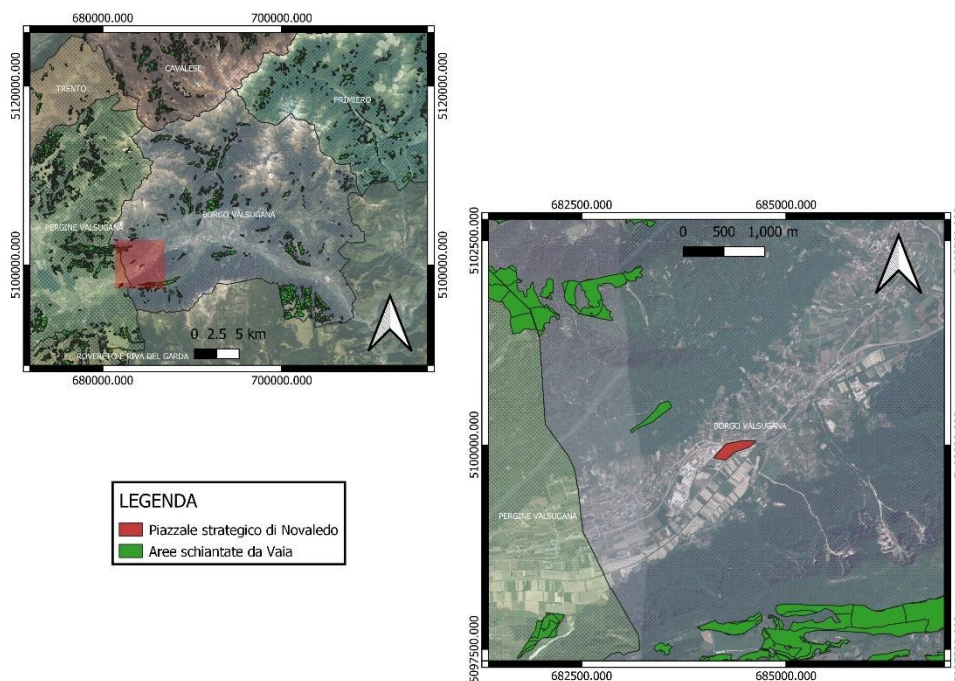 680000.000 700000.000
CAVALESE
TRENTO
PRIMIERO
5120000.000
5120000.000
BORGO VALSUGANA
PERGINE VALSUGANA
5100000.000
5100000.000
0 2.5 5 km
ROVERETO E RIVA DEL GARDA
680000.000 700000.000
LEGENDA
Piazzale strategico di Novaledo
Aree schiantate da Vaia
682500.000 685000.000
0 500 1,000 m
5102500.000
BORGO VALSUGANA
5100000.000
PERGINE VALSUGANA
5097500.000
682500.000 685000.000